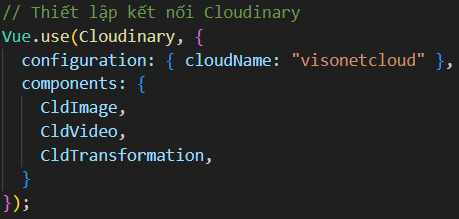 // Thiết lập kết nối Cloudinary
Vue.use(Cloudinary, {
  configuration: { cloudName: "visonetcloud" },
  components: {
    CldImage,
    CldVideo,
    CldTransformation,
  }
});